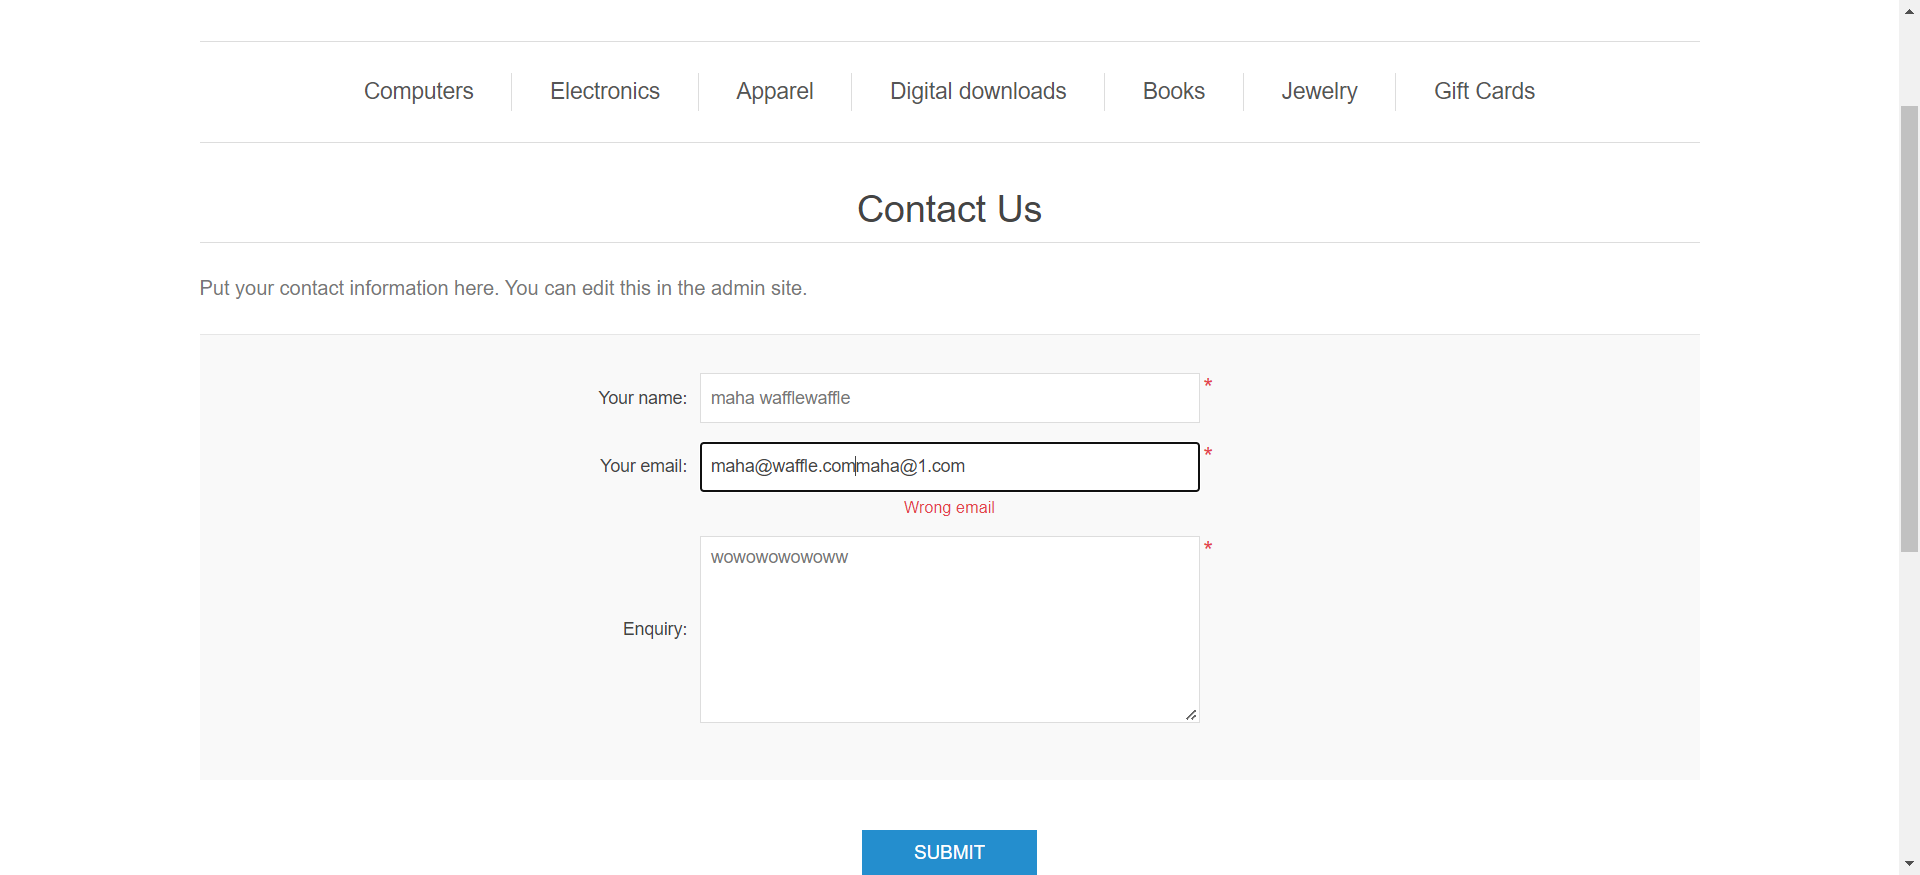 Computers Electronics Apparel Digital downloads Books Jewelry Gift Cards
Contact Us
Put your contact information here. You can edit this in the admin site.
Your name: maha wafflewaffle *
Your email: maha@waffle.commaha@1.com *
Wrong email
Enquiry: wowowowowoww *
SUBMIT